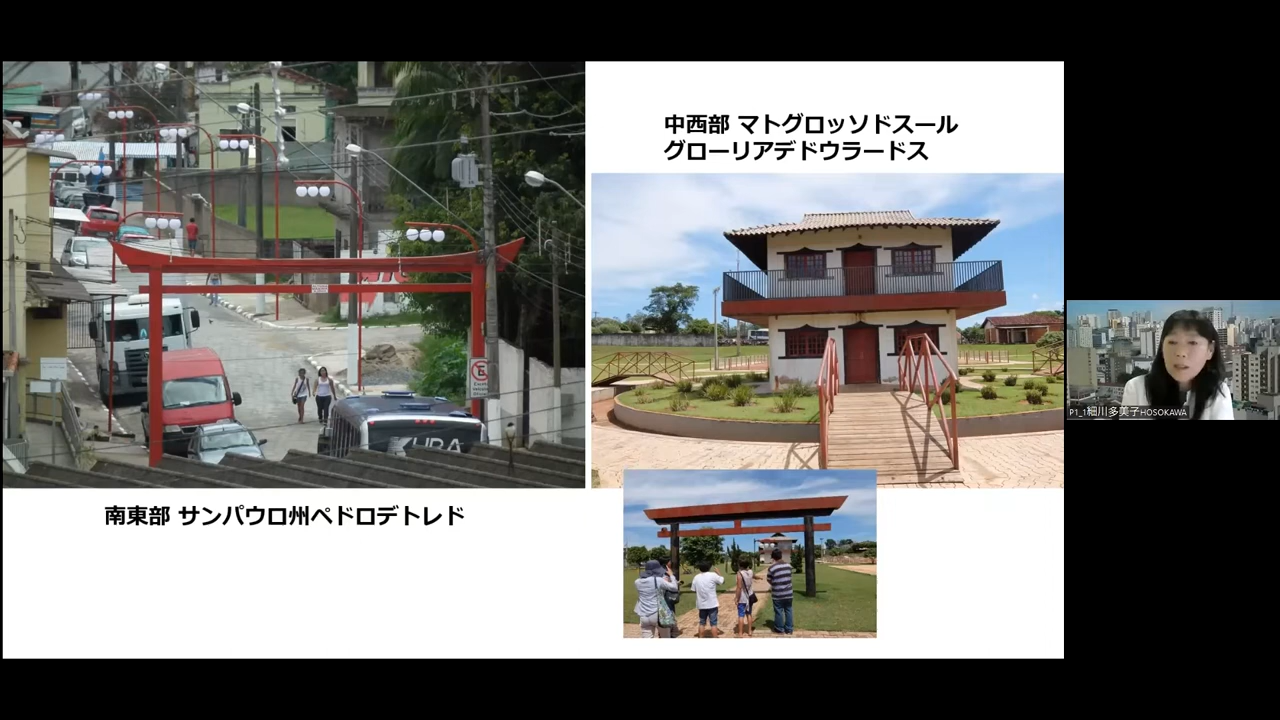 中西部 マトグロッソドスール
グローリアデドウラードス
南東部 サンパウロ州ペドロデトレド
P1_1細川多美子HOSOKAWA
E